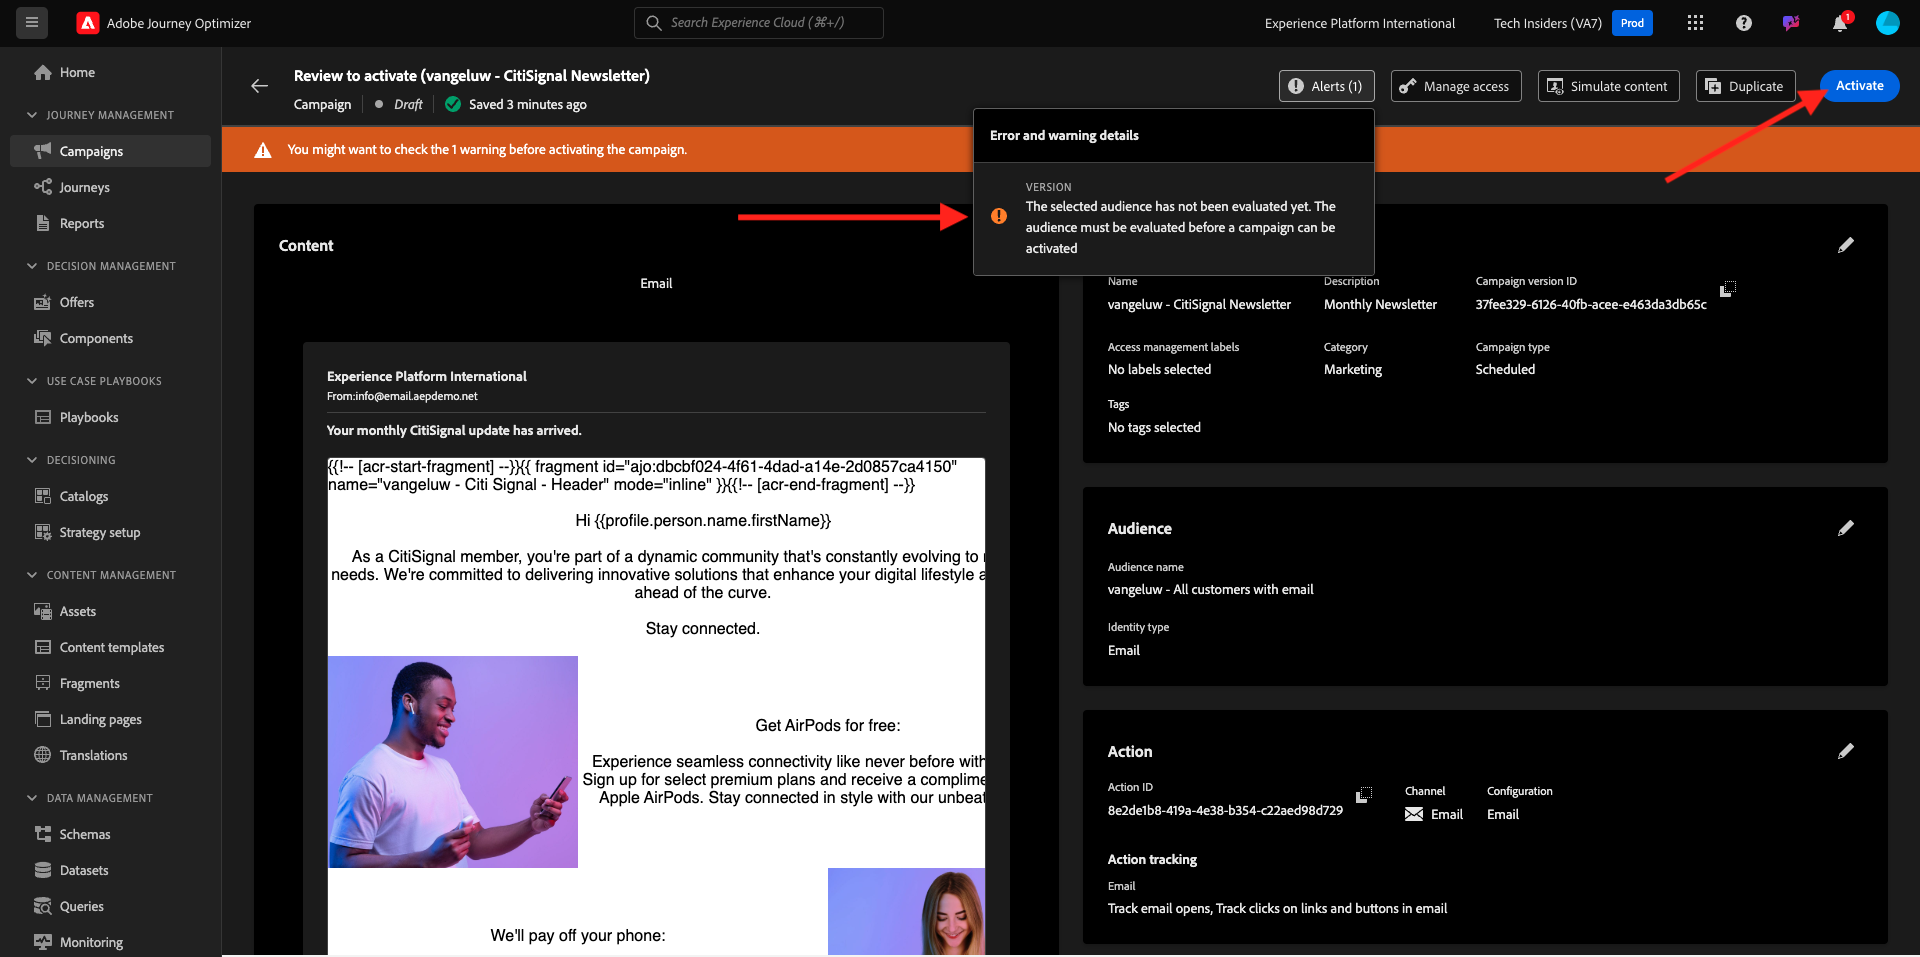 Adobe Journey Optimizer
Search Experience Cloud (⌘+/)
Experience Platform International
Tech Insiders (VA7)
Prod
1
Home
JOURNEY MANAGEMENT
Campaigns
Journeys
Reports
DECISION MANAGEMENT
Offers
Components
USE CASE PLAYBOOKS
Playbooks
DECISIONING
Catalogs
Strategy setup
CONTENT MANAGEMENT
Assets
Content templates
Fragments
Landing pages
Translations
DATA MANAGEMENT
Schemas
Datasets
Queries
Monitoring
Review to activate (vangeluw - CitiSignal Newsletter)
Campaign
Draft
Saved 3 minutes ago
Alerts (1)
Manage access
Simulate content
Duplicate
Activate
You might want to check the 1 warning before activating the campaign.
Error and warning details
VERSION
The selected audience has not been evaluated yet. The
audience must be evaluated before a campaign can be
activated
Content
Email
Experience Platform International
From:info@email.aepdemo.net
Your monthly CitiSignal update has arrived.
{{!-- [acr-start-fragment] --}}{{ fragment id="ajo:dbcbf024-4f61-4dad-a14e-2d0857ca4150"
name="vangeluw - Citi Signal - Header" mode="inline" }}{{!-- [acr-end-fragment] --}}
Hi {{profile.person.name.firstName}}
As a CitiSignal member, you're part of a dynamic community that's constantly evolving to
needs. We're committed to delivering innovative solutions that enhance your digital lifestyle
ahead of the curve.
Stay connected.
Get AirPods for free:
Experience seamless connectivity like never before with
Sign up for select premium plans and receive a
Apple AirPods. Stay connected in style with our
We'll pay off your phone:
Name
vangeluw - CitiSignal Newsletter
Description
Monthly Newsletter
Campaign version ID
37fee329-6126-40fb-acee-e463da3db65c
Access management labels
No labels selected
Category
Marketing
Campaign type
Scheduled
Tags
No tags selected
Audience
Audience name
vangeluw - All customers with email
Identity type
Email
Action
Action ID
8e2de1b8-419a-4e38-b354-c22aed98d729
Channel
Email
Configuration
Email
Action tracking
Email
Track email opens, Track clicks on links and buttons in email